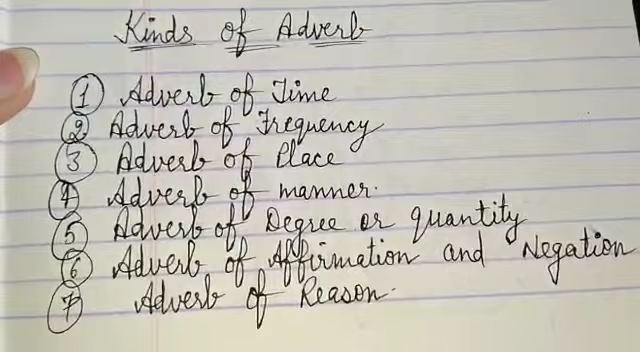 Kinds of Adverb
1 Adverb of Time
2 Adverb of Frequency
3 Adverb of Place
4 Adverb of manner.
5 Adverb of Degree or quantity
6 Adverb of Affirmation and Negation
7 Adverb of Reason.